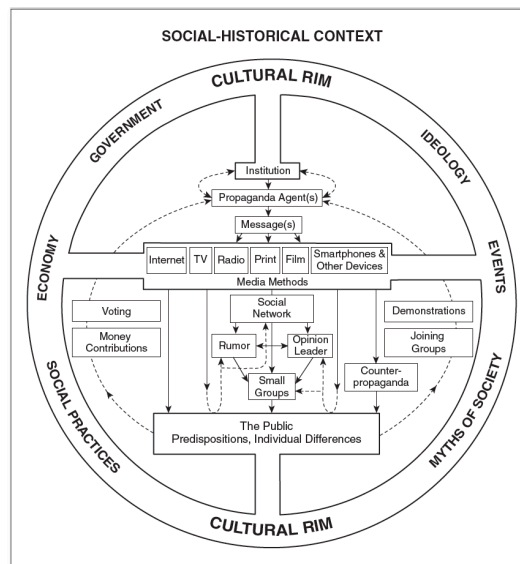 SOCIAL-HISTORICAL CONTEXT
CULTURAL RIM
GOVERNMENT
IDEOLOGY
Institution
Propaganda Agent(s)
Message(s)
Internet
TV
Radio
Print
Film
Smartphones &
Other Devices
Media Methods
ECONOMY
EVENTS
Social
Network
Voting
Demonstrations
Money
Contributions
Rumor
Opinion
Leader
Joining
Groups
Small
Groups
Counter-
propaganda
The Public
Predispositions, Individual Differences
SOCIAL PRACTICES
MYTHS OF SOCIETY
CULTURAL RIM